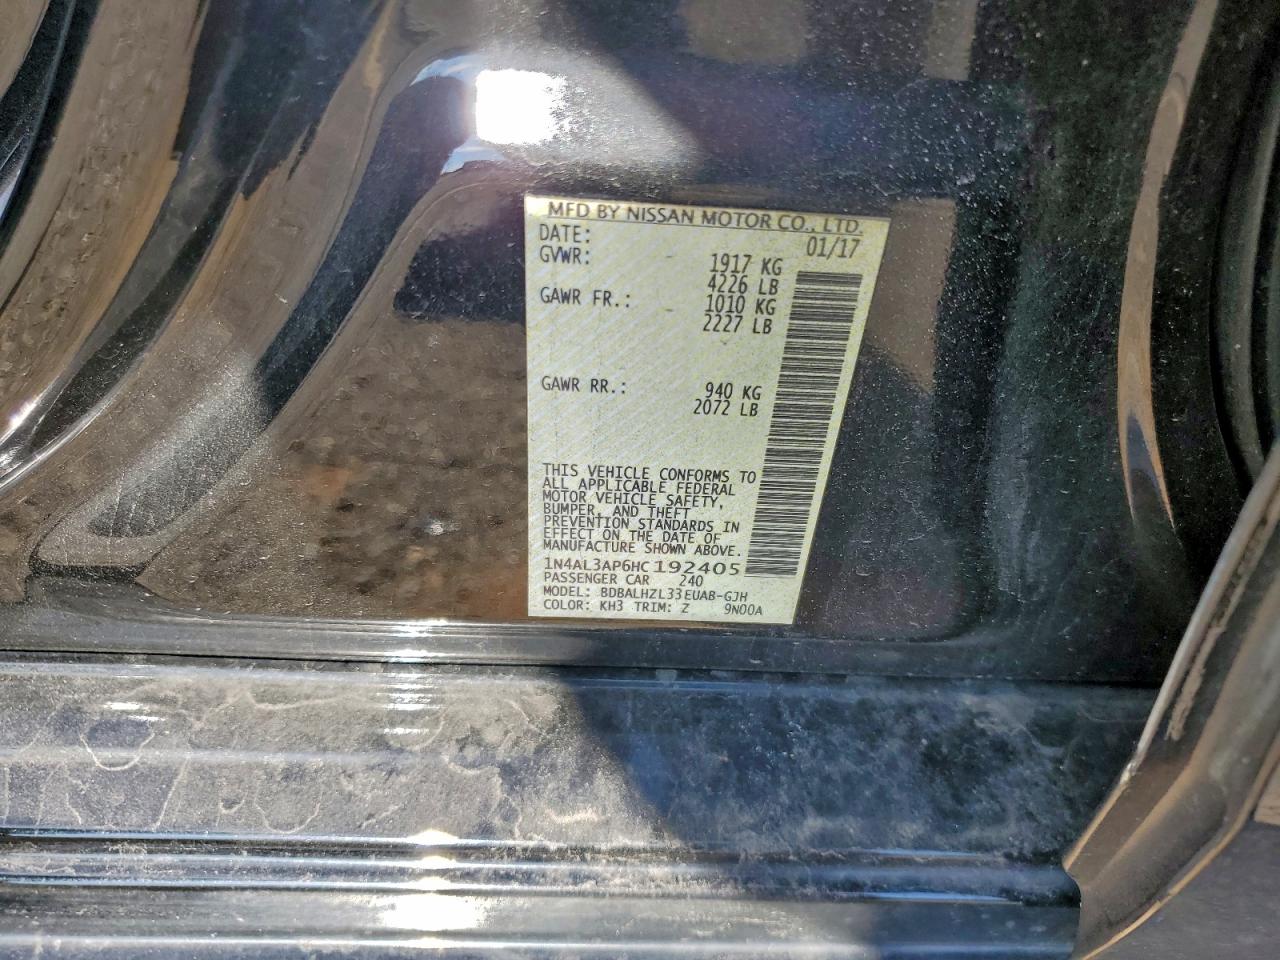 MFD BY NISSAN MOTOR CO., LTD.
DATE: 01/17
GVWR: 1917 KG
4226 LB
GAWR FR.: 1010 KG
2227 LB
GAWR RR.: 940 KG
2072 LB
THIS VEHICLE CONFORMS TO
ALL APPLICABLE FEDERAL
MOTOR VEHICLE SAFETY,
BUMPER, AND THEFT
PREVENTION STANDARDS IN
EFFECT ON THE DATE OF
MANUFACTURE SHOWN ABOVE.
1N4AL3AP6HC192405
PASSENGER CAR 240
MODEL: BDBALHZL33EUAB-GJH
COLOR: KH3 TRIM: Z 9N00A